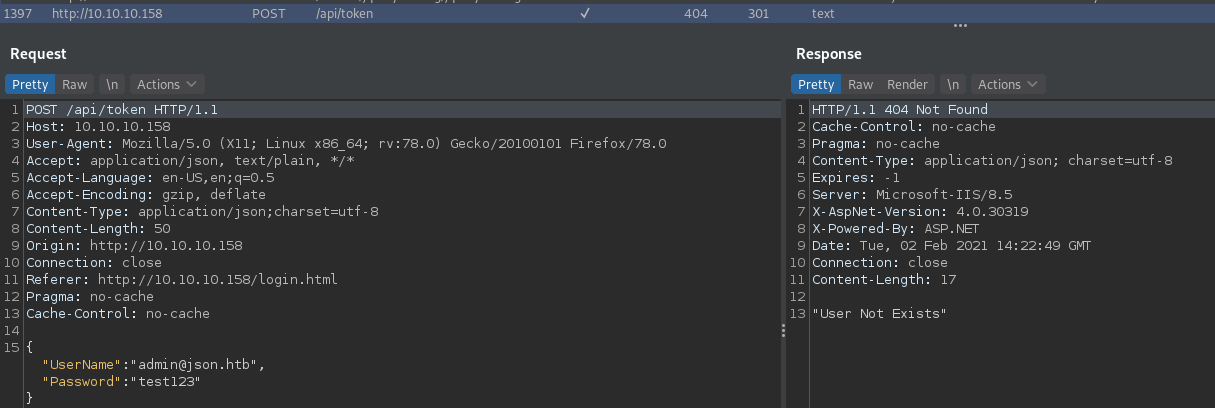 1397 http://10.10.10.158 POST /api/token ✓ 404 301 text
Request
Pretty Raw \n Actions
1 POST /api/token HTTP/1.1
2 Host: 10.10.10.158
3 User-Agent: Mozilla/5.0 (X11; Linux x86_64; rv:78.0) Gecko/20100101 Firefox/78.0
4 Accept: application/json, text/plain, */*
5 Accept-Language: en-US,en;q=0.5
6 Accept-Encoding: gzip, deflate
7 Content-Type: application/json;charset=utf-8
8 Content-Length: 50
9 Origin: http://10.10.10.158
10 Connection: close
11 Referer: http://10.10.10.158/login.html
12 Pragma: no-cache
13 Cache-Control: no-cache
14
15 {
"UserName":"admin@json.htb",
"Password":"test123"
}
Response
Pretty Raw Render \n Actions
1 HTTP/1.1 404 Not Found
2 Cache-Control: no-cache
3 Pragma: no-cache
4 Content-Type: application/json; charset=utf-8
5 Expires: -1
6 Server: Microsoft-IIS/8.5
7 X-AspNet-Version: 4.0.30319
8 X-Powered-By: ASP.NET
9 Date: Tue, 02 Feb 2021 14:22:49 GMT
10 Connection: close
11 Content-Length: 17
12
13 "User Not Exists"